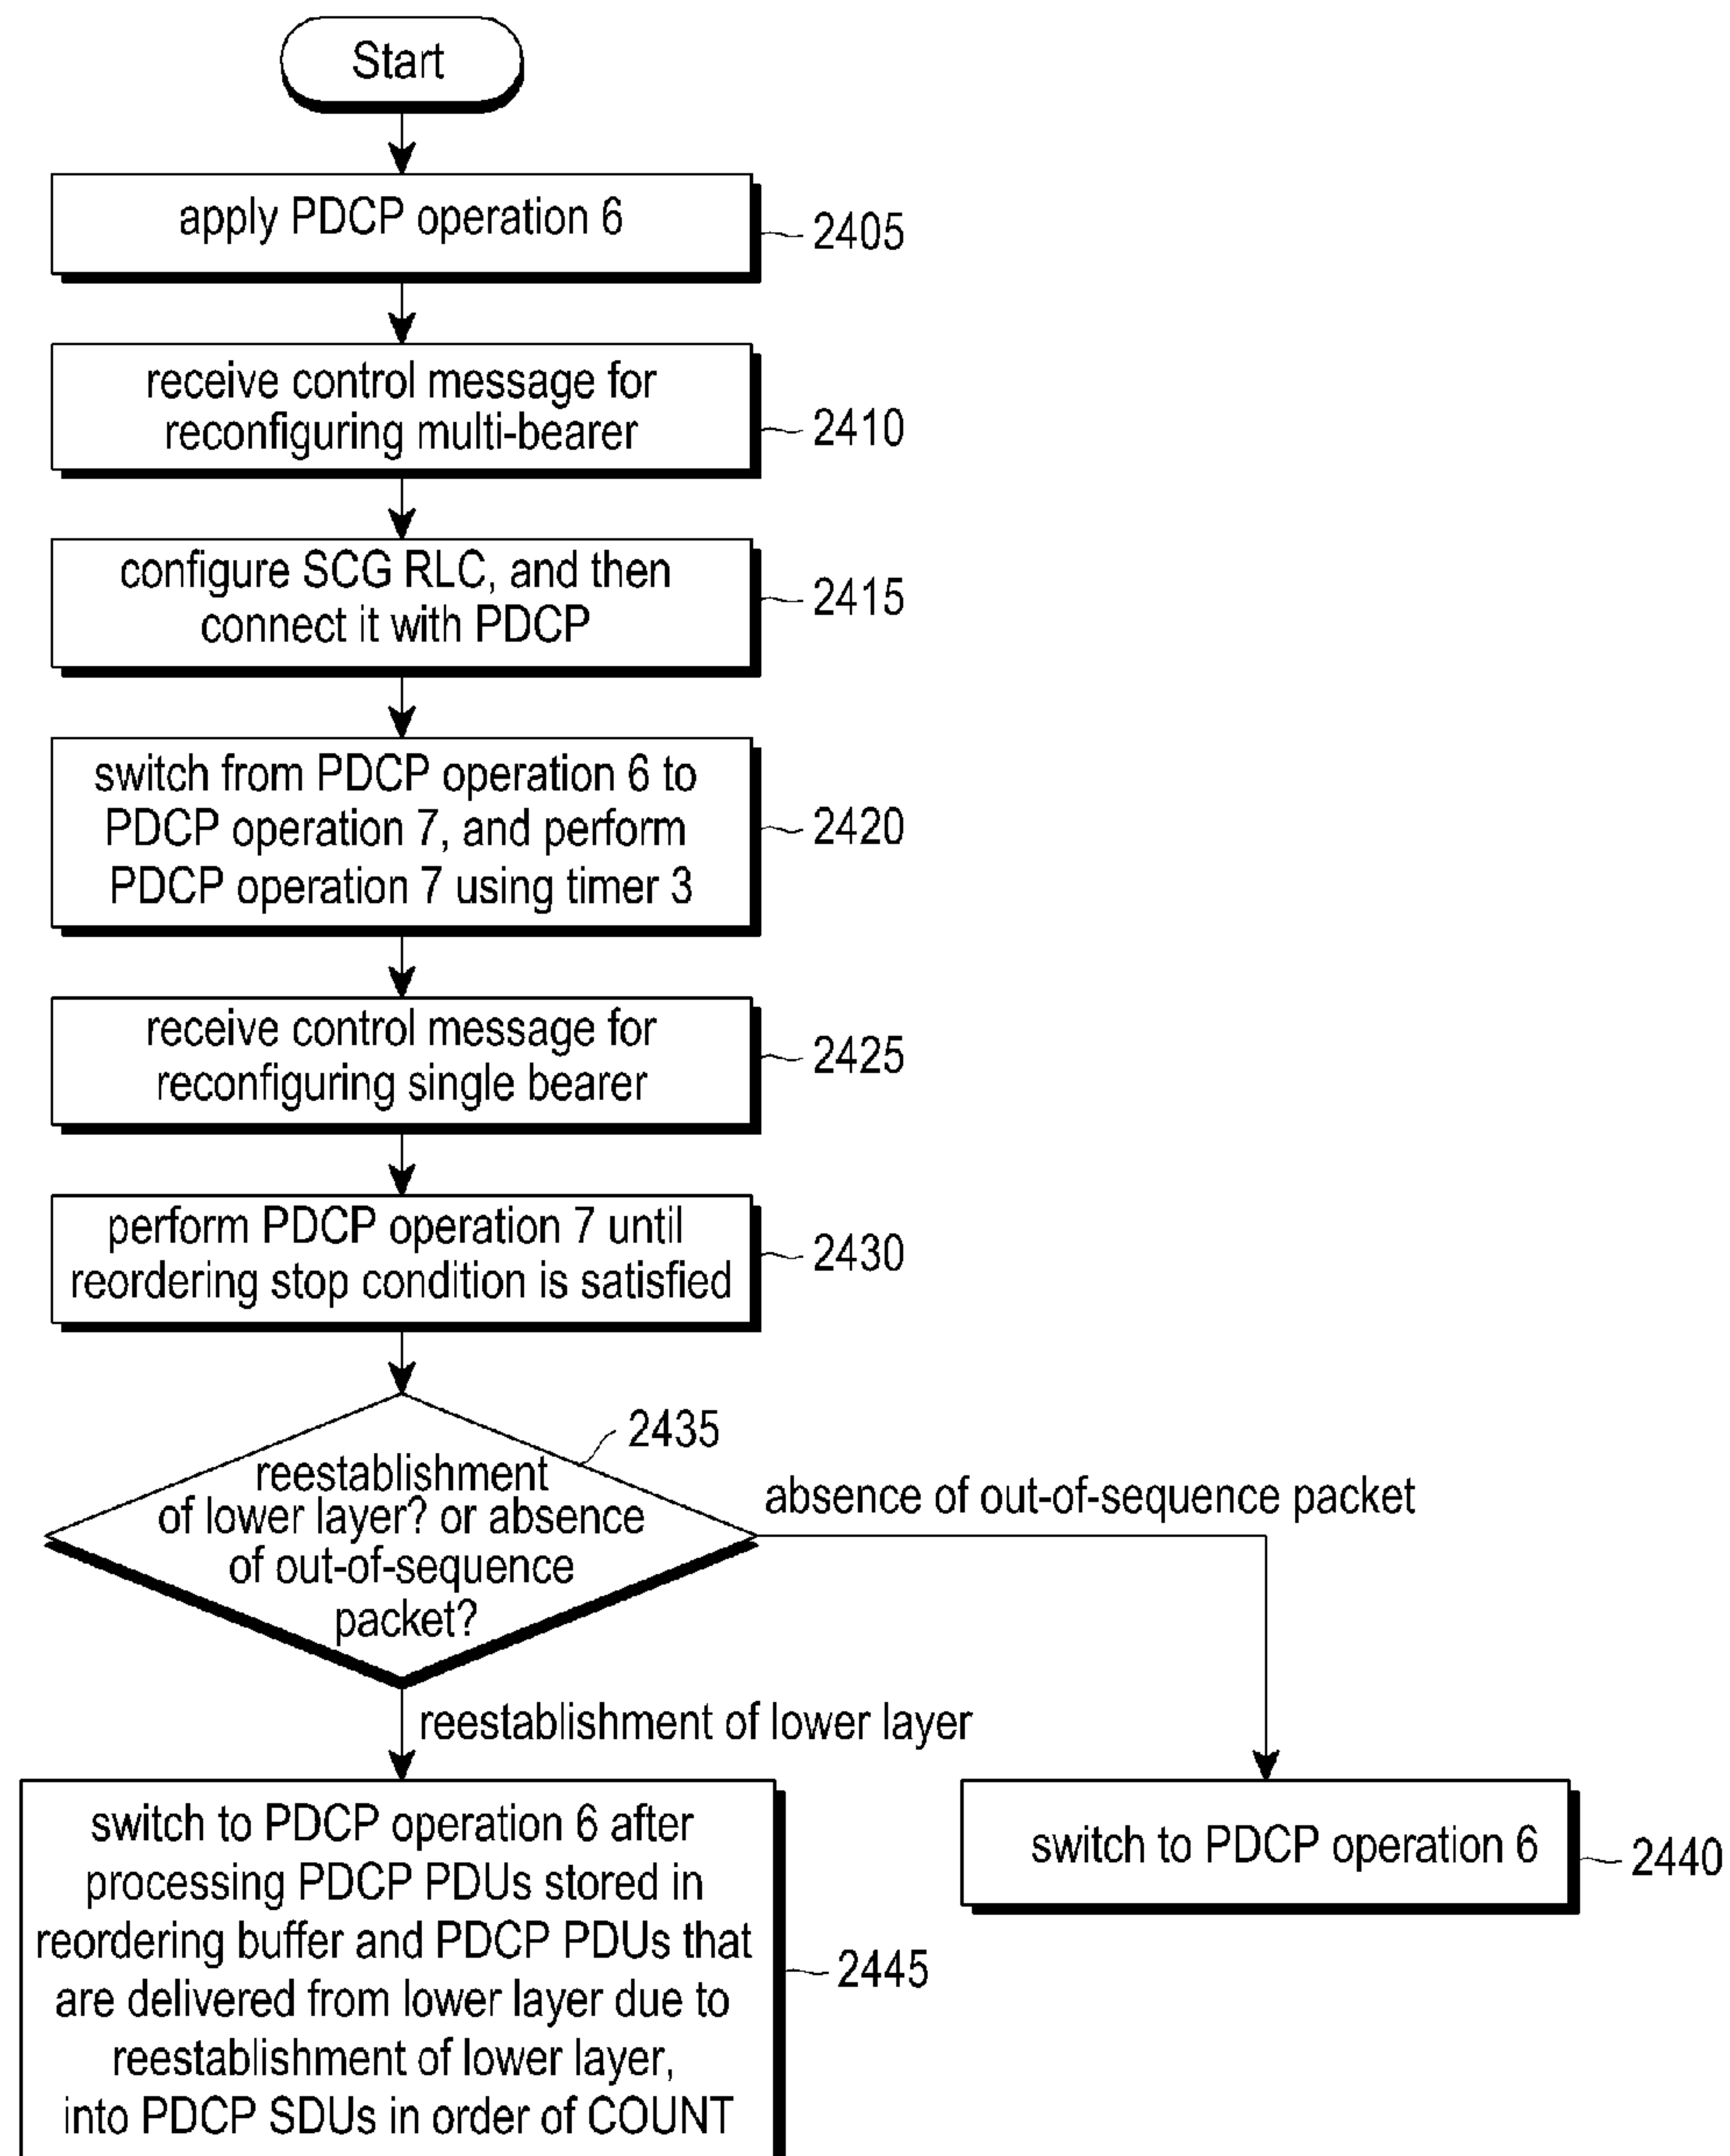 Start
apply PDCP operation 6
2405
receive control message for
reconfiguring multi-bearer
2410
configure SCG RLC, and then
connect it with PDCP
2415
switch from PDCP operation 6 to
PDCP operation 7, and perform
PDCP operation 7 using timer 3
2420
receive control message for
reconfiguring single bearer
2425
perform PDCP operation 7 until
reordering stop condition is satisfied
2430
2435
reestablishment
of lower layer? or absence
of out-of-sequence
packet?
absence of out-of-sequence packet
reestablishment of lower layer
switch to PDCP operation 6 after
processing PDCP PDUs stored in
reordering buffer and PDCP PDUs that
are delivered from lower layer due to
reestablishment of lower layer,
into PDCP SDUs in order of COUNT
2445
switch to PDCP operation 6
2440